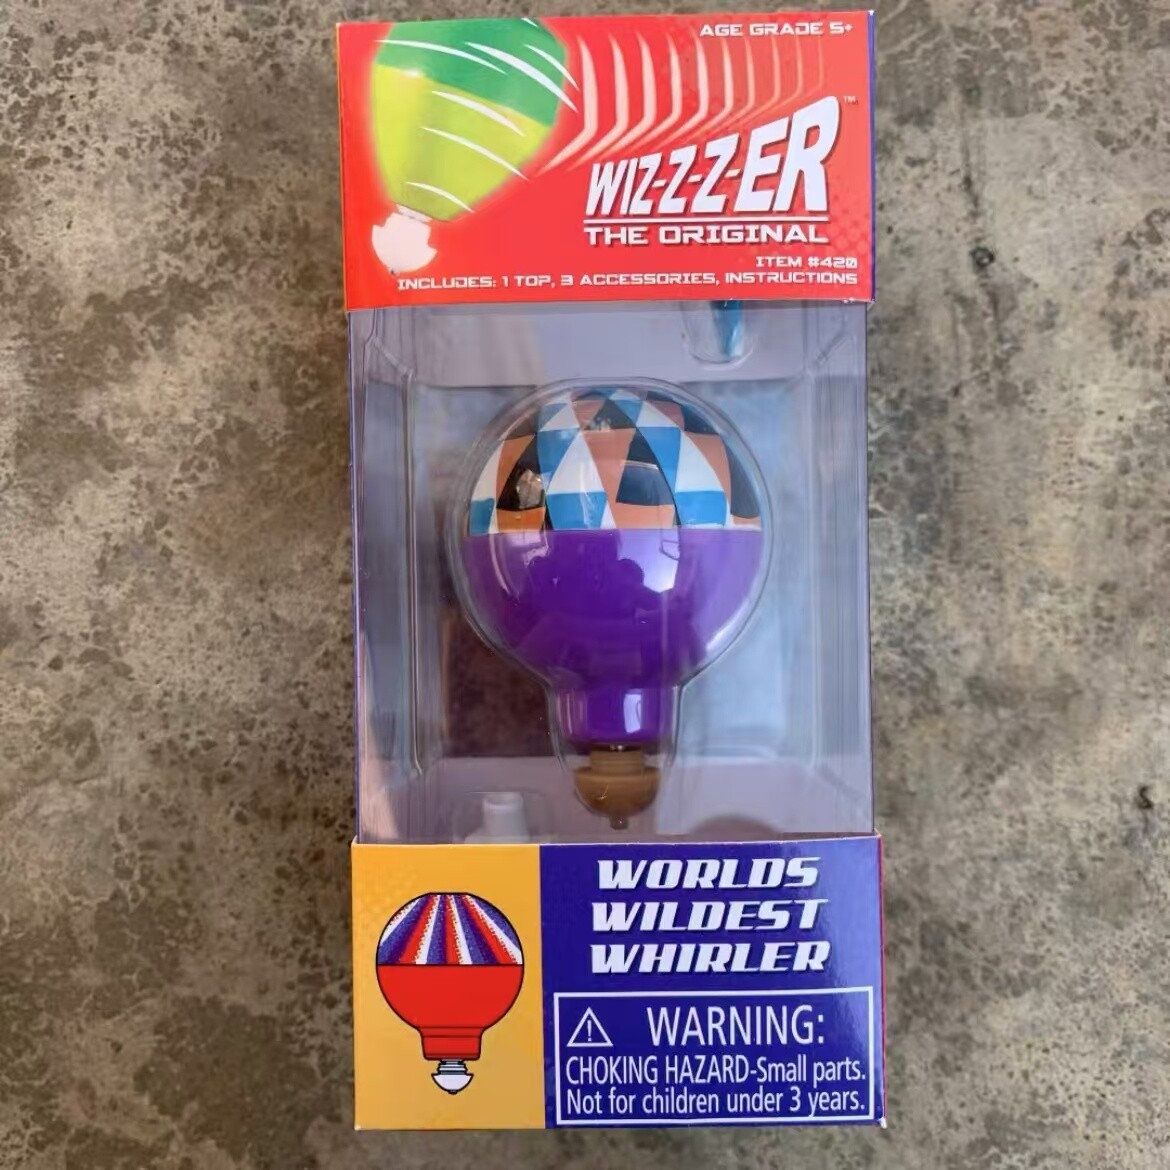 AGE GRADE 5+
WIZ-Z-Z-ER™
THE ORIGINAL
ITEM #420
INCLUDES: 1 TOP, 3 ACCESSORIES, INSTRUCTIONS
WORLDS
WILDEST
WHIRLER
WARNING:
CHOKING HAZARD-Small parts.
Not for children under 3 years.